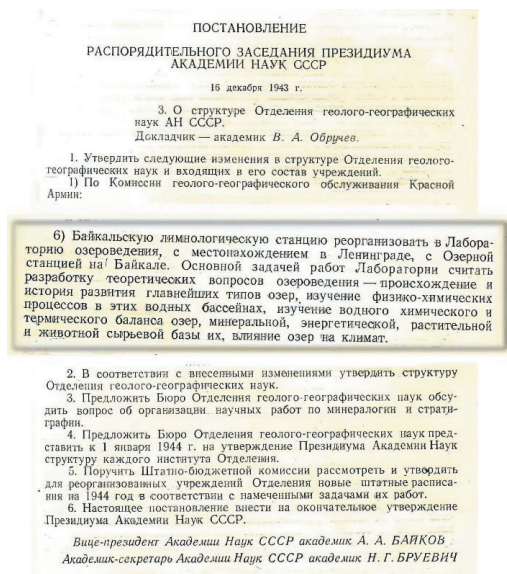 ПОСТАНОВЛЕНИЕ
РАСПОРЯДИТЕЛЬНОГО ЗАСЕДАНИЯ ПРЕЗИДИУМА
АКАДЕМИИ НАУК СССР
16 декабря 1943 г.
3. О структуре Отделения геолого-географических
наук АН СССР.
Докладчик — академик В. А. Обручев.
1. Утвердить следующие изменения в структуре Отделения геолого-
географических наук и входящих в его состав учреждений.
1) По Комиссии геолого-географического обслуживания Красной
Армии:
6) Байкальскую лимнологическую станцию реорганизовать в Лабора-
торию озероведения, с местонахождением в Ленинграде, с Озерной
станцией на Байкале. Основной задачей работ Лаборатории считать
разработку теоретических вопросов озероведения — происхождение и
история развития главнейших типов озер, изучение физико-химических
процессов в этих водных бассейнах, изучение водного химического и
термического баланса озер, минеральной, энергетической, растительной
и животной сырьевой базы их, влияние озер на климат.
2. В соответствии с внесенными изменениями утвердить структуру
Отделения геолого-географических наук.
3. Предложить Бюро Отделения геолого-географических наук обсу-
дить вопрос об организации научных работ по минералогии и страти-
графии.
4. Предложить Бюро Отделения геолого-географических наук пред-
ставить к 1 января 1944 г. на утверждение Президиума Академии Наук
структуру каждого института Отделения.
5. Поручить Штатно-бюджетной комиссии рассмотреть и утвердить
для реорганизованных учреждений Отделения новые штатные расписа-
ния на 1944 год в соответствии с намеченными задачами их работ.
6. Настоящее постановление внести на окончательное утверждение
Президиума Академии Наук СССР.
Вице-президент Академии Наук СССР академик А. А. БАЙКОВ
Академик-секретарь Академии Наук СССР академик Н. Г. БРУЕВИЧ